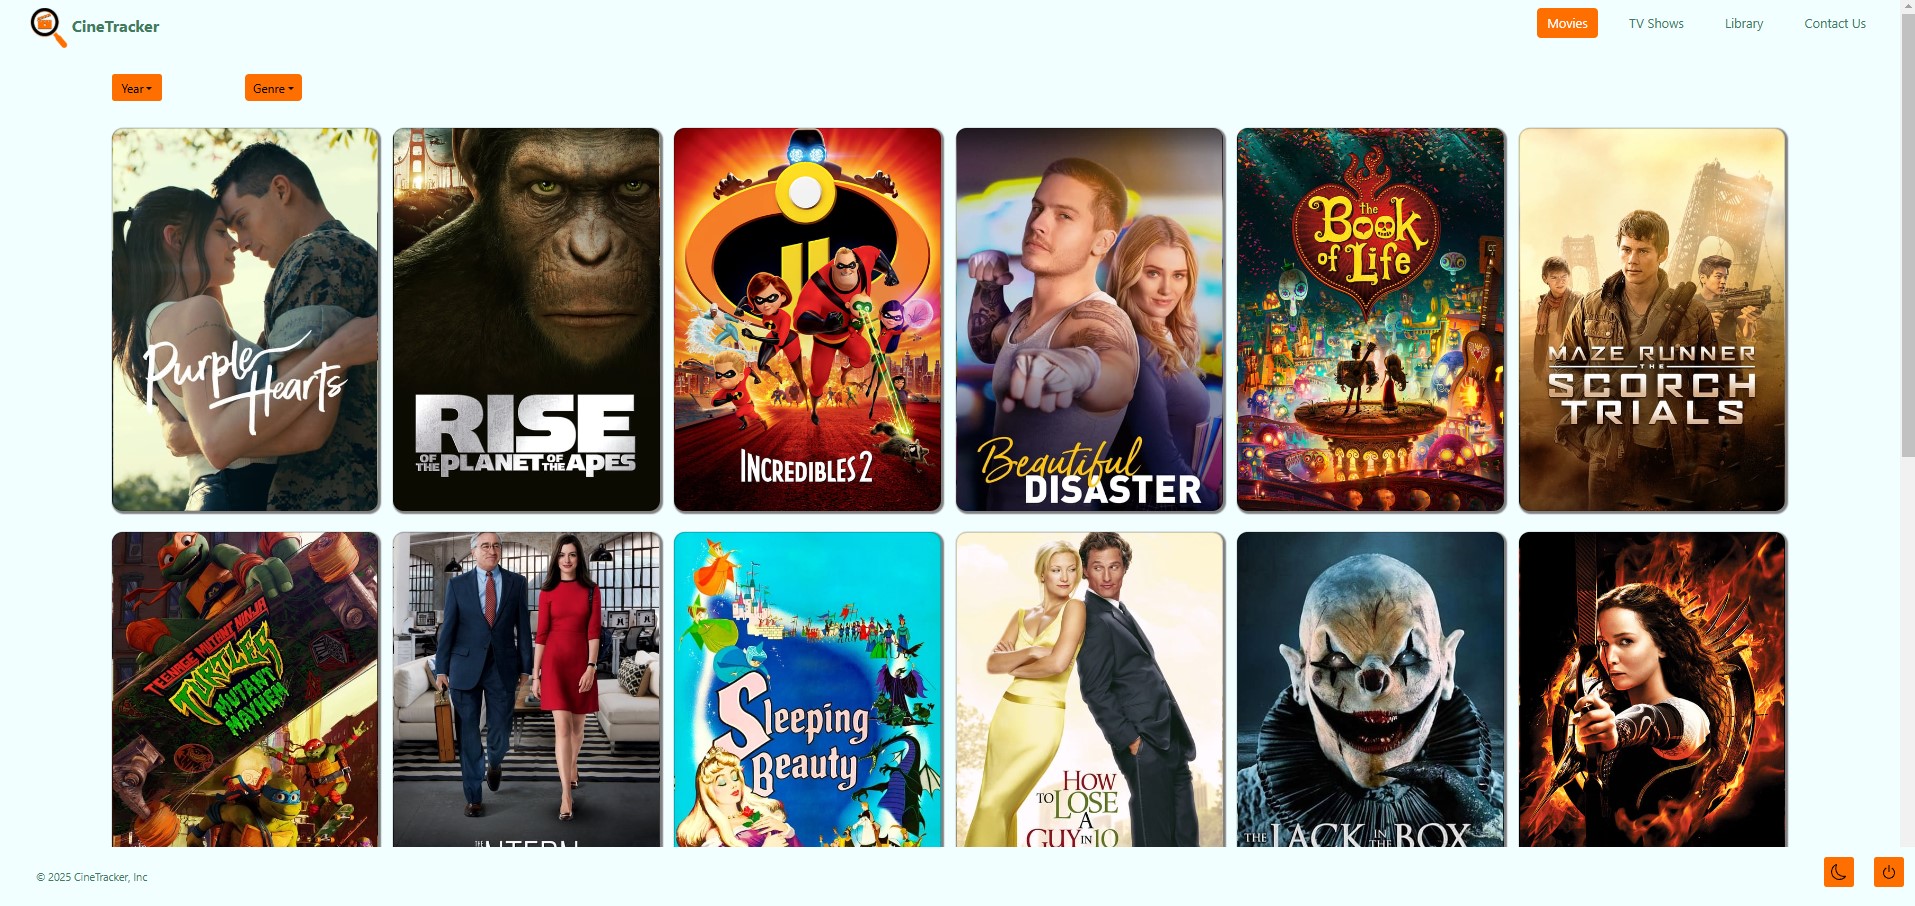 CineTracker
Movies
TV Shows
Library
Contact Us
Year
Genre
Purple
Hearts
RISE
OF THE PLANET OF THE APES
INCREDIBLES 2
Beautiful
DISASTER
the
Book
of Life
MAZE RUNNER
THE
SCORCH
TRIALS
TEENAGE MUTANT NINJA
TURTLES
MUTANT
MAYHEM
THE INTERN
Sleeping
Beauty
HOW
TO LOSE
A
GUY IN 10
THE JACK IN THE BOX
© 2025 CineTracker, Inc